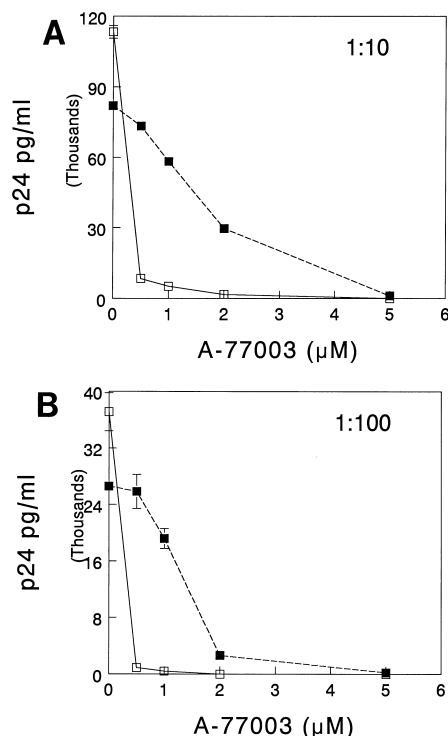 A
1:10
120
90
60
30
0
p24 pg/ml
(Thousands)
0 1 2 3 4 5 6
A-77003 (µM)
B
1:100
40
32
24
16
8
0
p24 pg/ml
(Thousands)
0 1 2 3 4 5 6
A-77003 (µM)